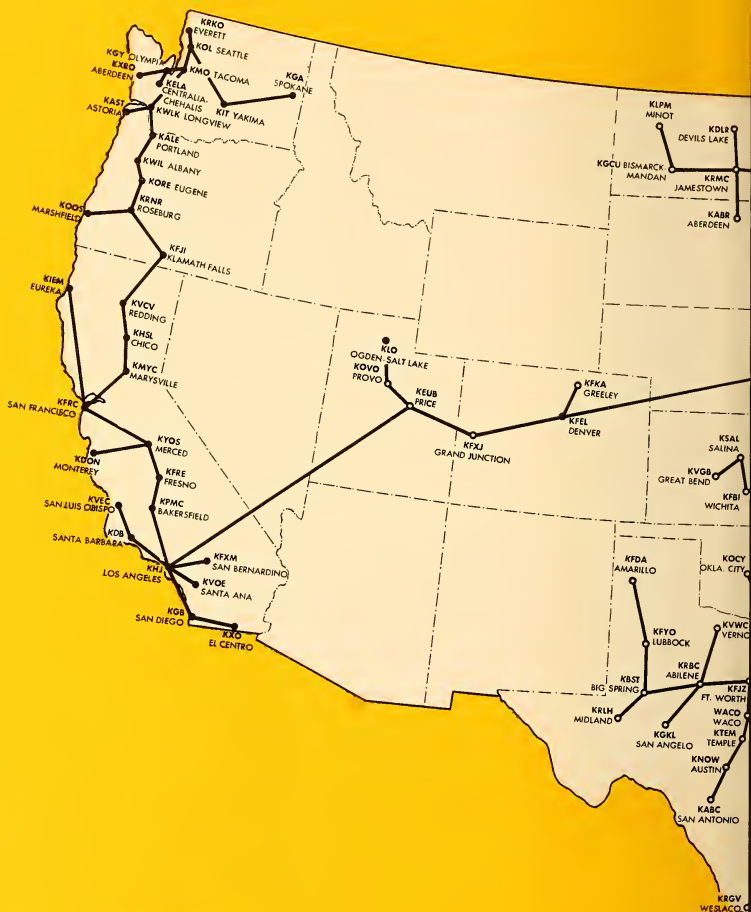 KRKO
EVERETT
KOL SEATTLE
KGY OLYMPIA
KXRO
ABERDEEN
KMO TACOMA
KGA
SPOKANE
KELA
CENTRALIA-
CHEHALIS
KIT YAKIMA
KAST
ASTORIA
KWLK LONGVIEW
KALE
PORTLAND
KWIL ALBANY
KORE EUGENE
KRNR
ROSEBURG
KOOS
MARSHFIELD
KFJI
KLAMATH FALLS
KIEM
EUREKA
KVCV
REDDING
KHSL
CHICO
KMYC
MARYSVILLE
KFRC
SAN FRANCISCO
KYOS
MERCED
KDON
MONTEREY
KFRE
FRESNO
KVEC
SAN LUIS OBISPO
KPMC
BAKERSFIELD
KDB
SANTA BARBARA
KHJ
LOS ANGELES
KFXM
SAN BERNARDINO
KVOE
SANTA ANA
KGB
SAN DIEGO
KXO
EL CENTRO
KLO
OGDEN-SALT LAKE
KOVO
PROVO
KEUB
PRICE
KFXJ
GRAND JUNCTION
KFKA
GREELEY
KFEL
DENVER
KLPM
MINOT
KDLR
DEVILS LAKE
KGCU BISMARCK-
MANDAN
KRMC
JAMESTOWN
KABR
ABERDEEN
KSAL
SALINA
KVGB
GREAT BEND
KFBI
WICHITA
KOCY
OKLA. CITY
KFDA
AMARILLO
KVWC
VERNO
KFYO
LUBBOCK
KRBC
ABILENE
KBST
BIG SPRING
KFJZ
FT. WORTH
KRLH
MIDLAND
KGKL
SAN ANGELO
WACO
WACO
KTEM
TEMPLE
KNOW
AUSTIN
KABC
SAN ANTONIO
KRGV
WESLACO